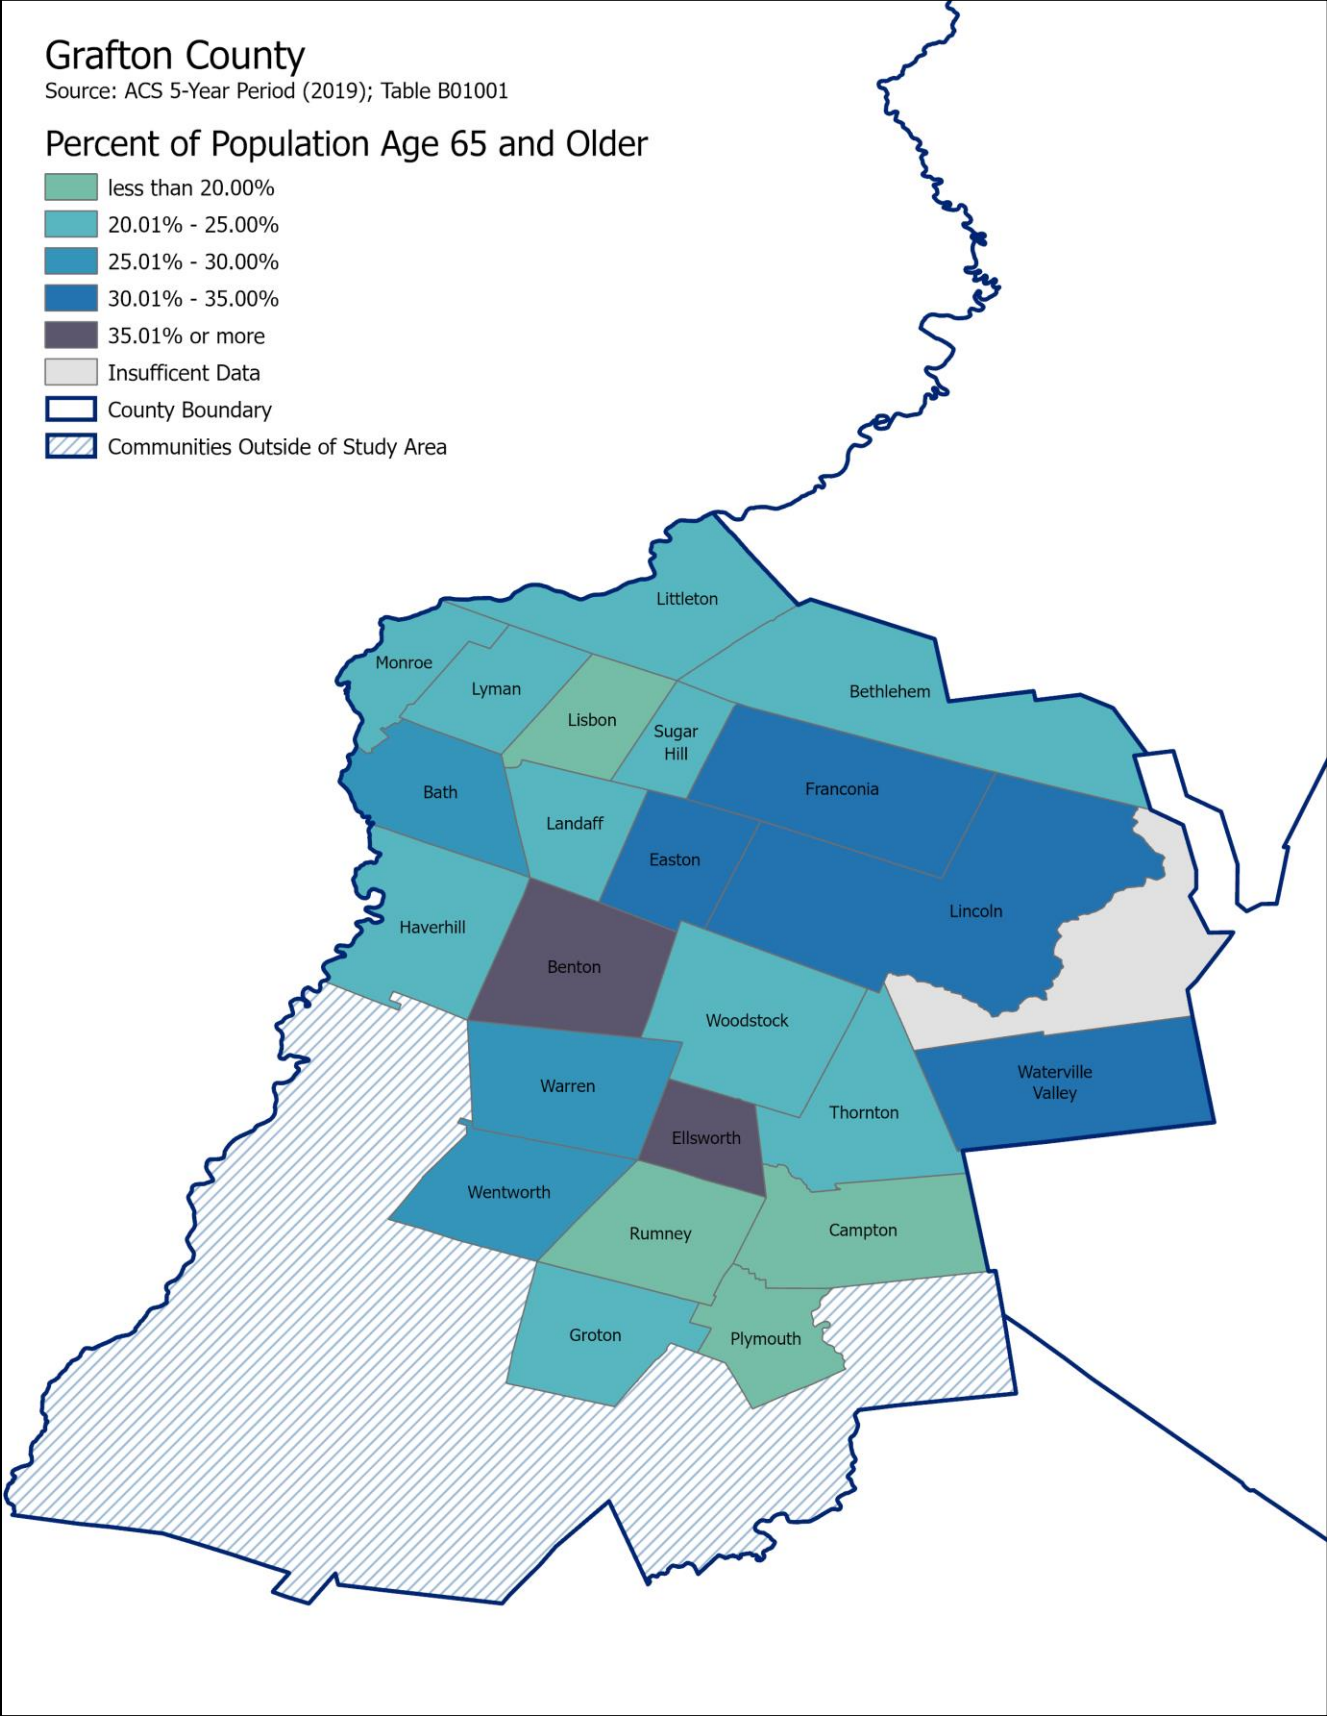 Grafton County
Source: ACS 5-Year Period (2019); Table B01001
Percent of Population Age 65 and Older
less than 20.00%
20.01% - 25.00%
25.01% - 30.00%
30.01% - 35.00%
35.01% or more
Insufficent Data
County Boundary
Communities Outside of Study Area
Littleton
Monroe
Lyman
Bethlehem
Lisbon
Sugar
Hill
Bath
Franconia
Landaff
Easton
Lincoln
Haverhill
Benton
Woodstock
Waterville
Valley
Warren
Thornton
Ellsworth
Wentworth
Rumney
Campton
Groton
Plymouth